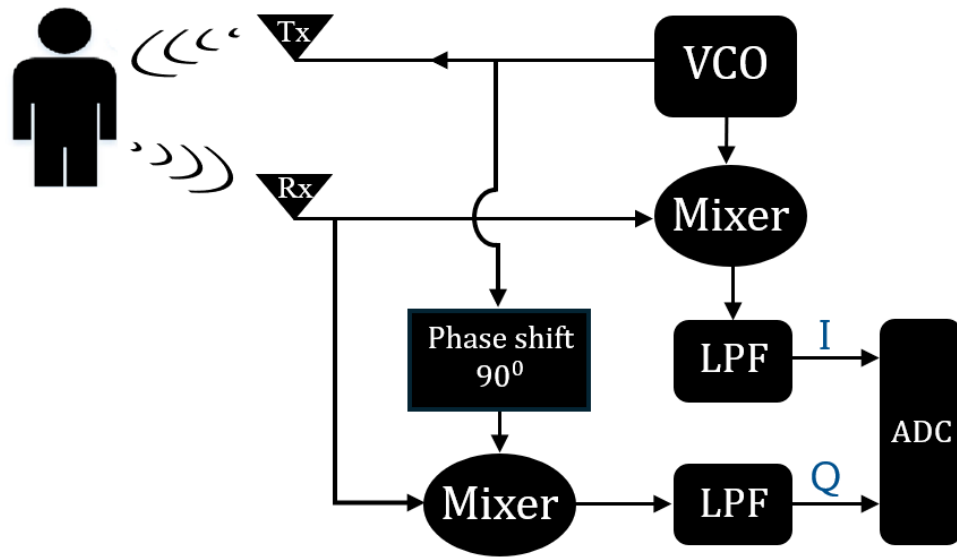 Tx
VCO
Rx
Mixer
Phase shift
90⁰
LPF
I
ADC
Mixer
LPF
Q